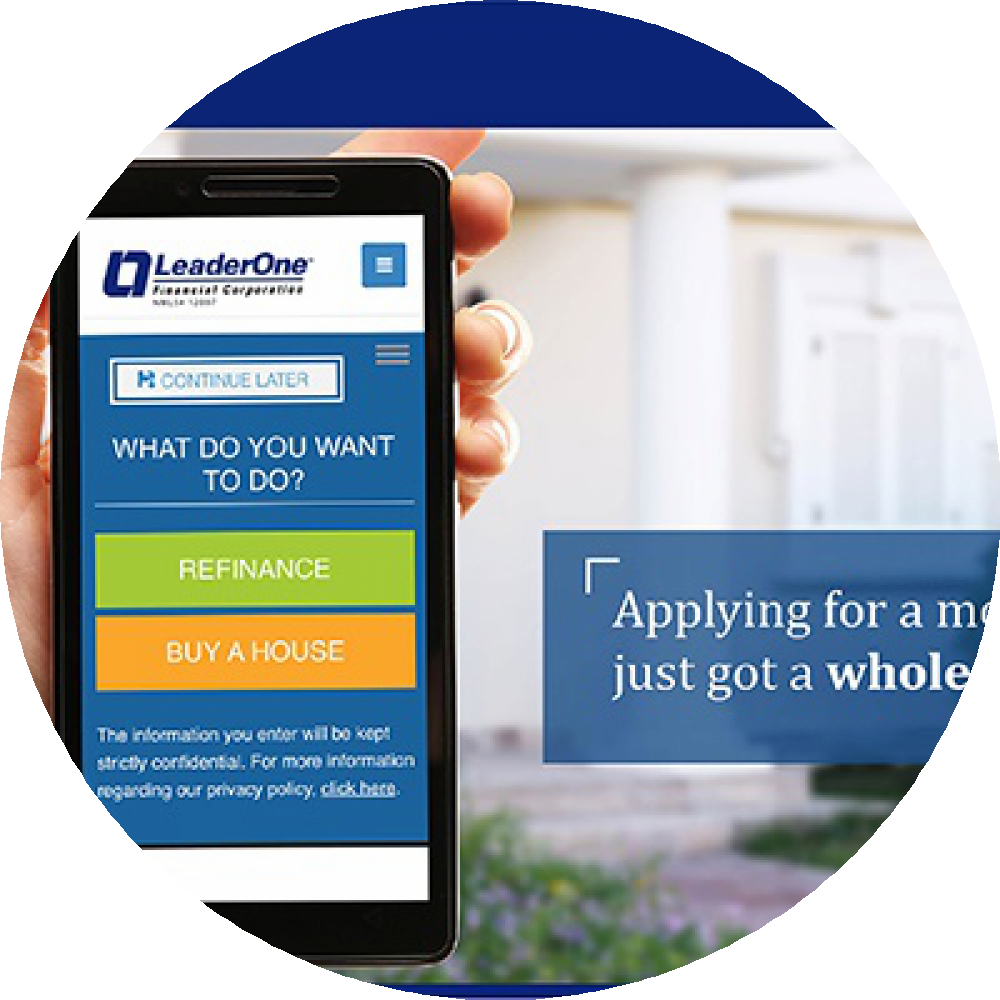 LeaderOne
Financial Corporation
CONTINUE LATER
WHAT DO YOU WANT
TO DO?
REFINANCE
BUY A HOUSE
The information you enter will be kept
strictly confidential. For more information
regarding our privacy policy, click here.
Applying for a
just got a whole